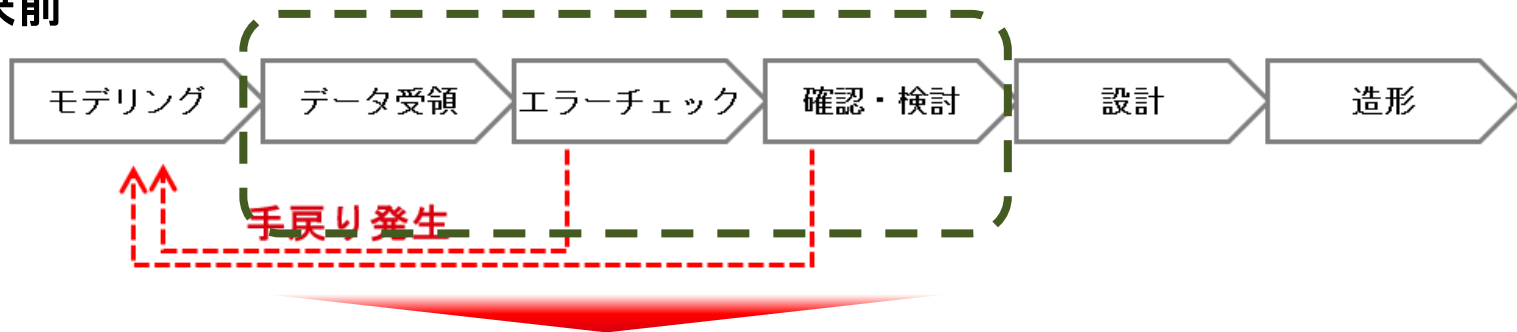 前
モデリング
データ受領
エラーチェック
確認・検討
設計
造形
手戻り発生